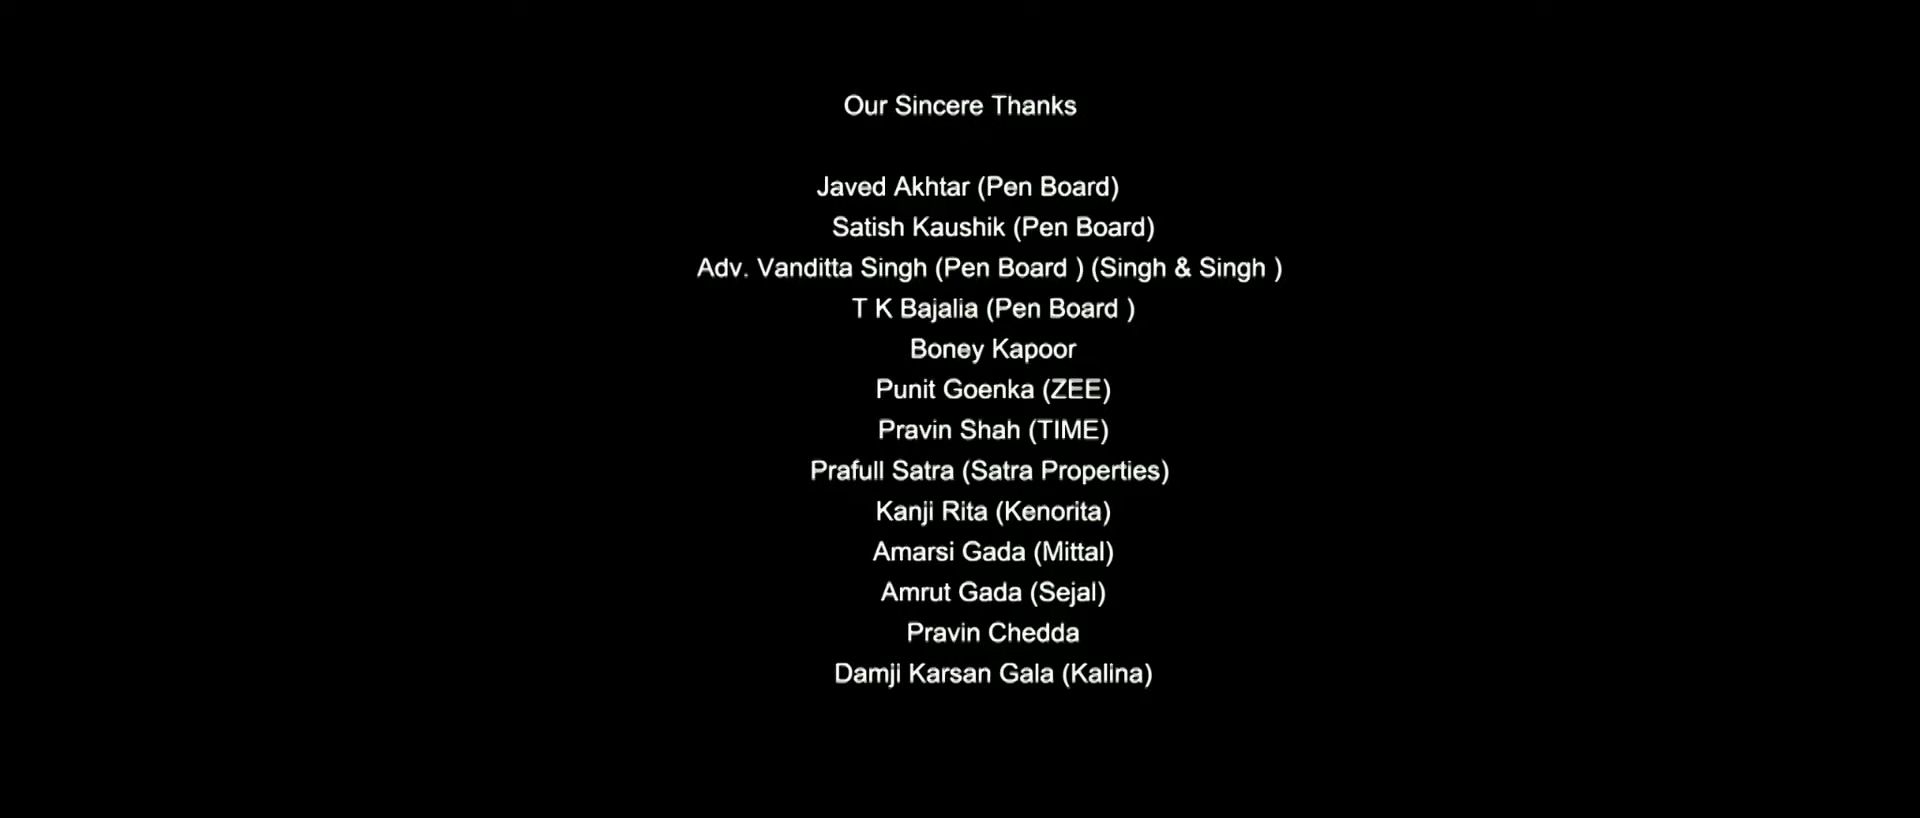 Our Sincere Thanks
Javed Akhtar (Pen Board)
Satish Kaushik (Pen Board)
Adv. Vanditta Singh (Pen Board ) (Singh & Singh )
T K Bajalia (Pen Board )
Boney Kapoor
Punit Goenka (ZEE)
Pravin Shah (TIME)
Prafull Satra (Satra Properties)
Kanji Rita (Kenorita)
Amarsi Gada (Mittal)
Amrut Gada (Sejal)
Pravin Chedda
Damji Karsan Gala (Kalina)